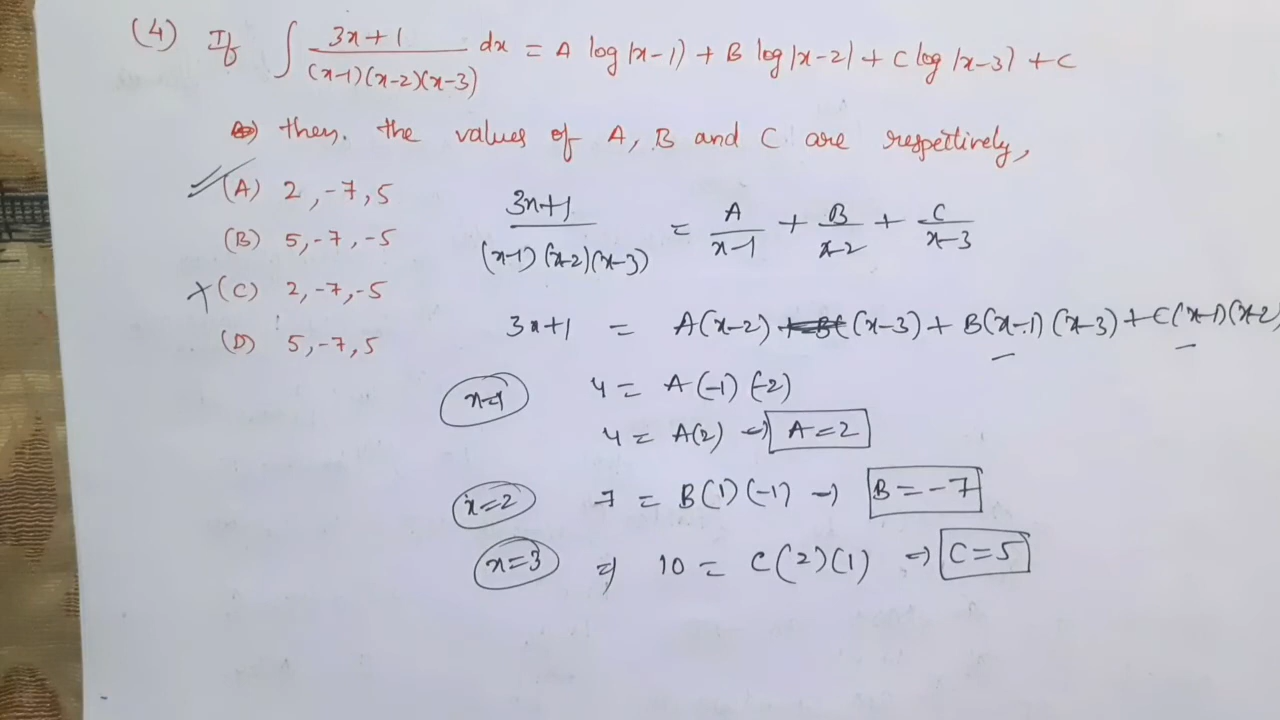 (4) If ∫ 3x+1 / (x-1)(x-2)(x-3) dx = A log|x-1| + B log|x-2| + C log|x-3| + C
then. the values of A, B and C are respectively,
(A) 2, -7, 5
(B) 5, -7, -5
(C) 2, -7, -5
(D) 5, -7, 5
3x+1 / (x-1)(x-2)(x-3) = A / x-1 + B / x-2 + C / x-3
3x+1 = A(x-2) (x-3) + B(x-1)(x-3) + C(x-1)(x-2
x=1 4 = A(-1)(-2)
4 = A(2) ⇒ A=2
x=2 7 = B(1)(-1) → B=-7
x=3 ⇒ 10 = C(2)(1) ⇒ C=5